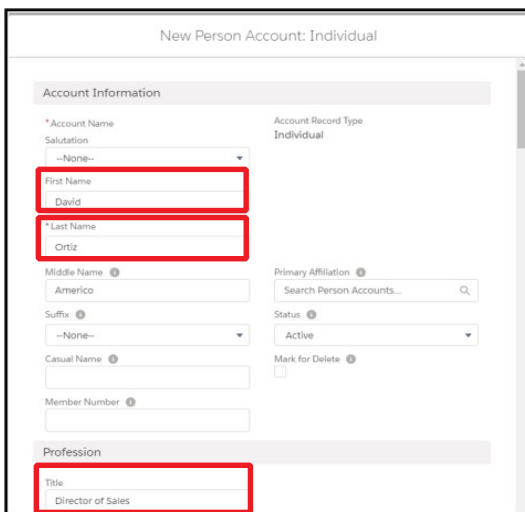 New Person Account: Individual
Account Information
*Account Name
Account Record Type
Salutation
Individual
--None--
First Name
David
*Last Name
Ortiz
Middle Name
Primary Affiliation
Americo
Search Person Accounts...
Suffix
Status
--None--
Active
Casual Name
Mark for Delete
Member Number
Profession
Title
Director of Sales